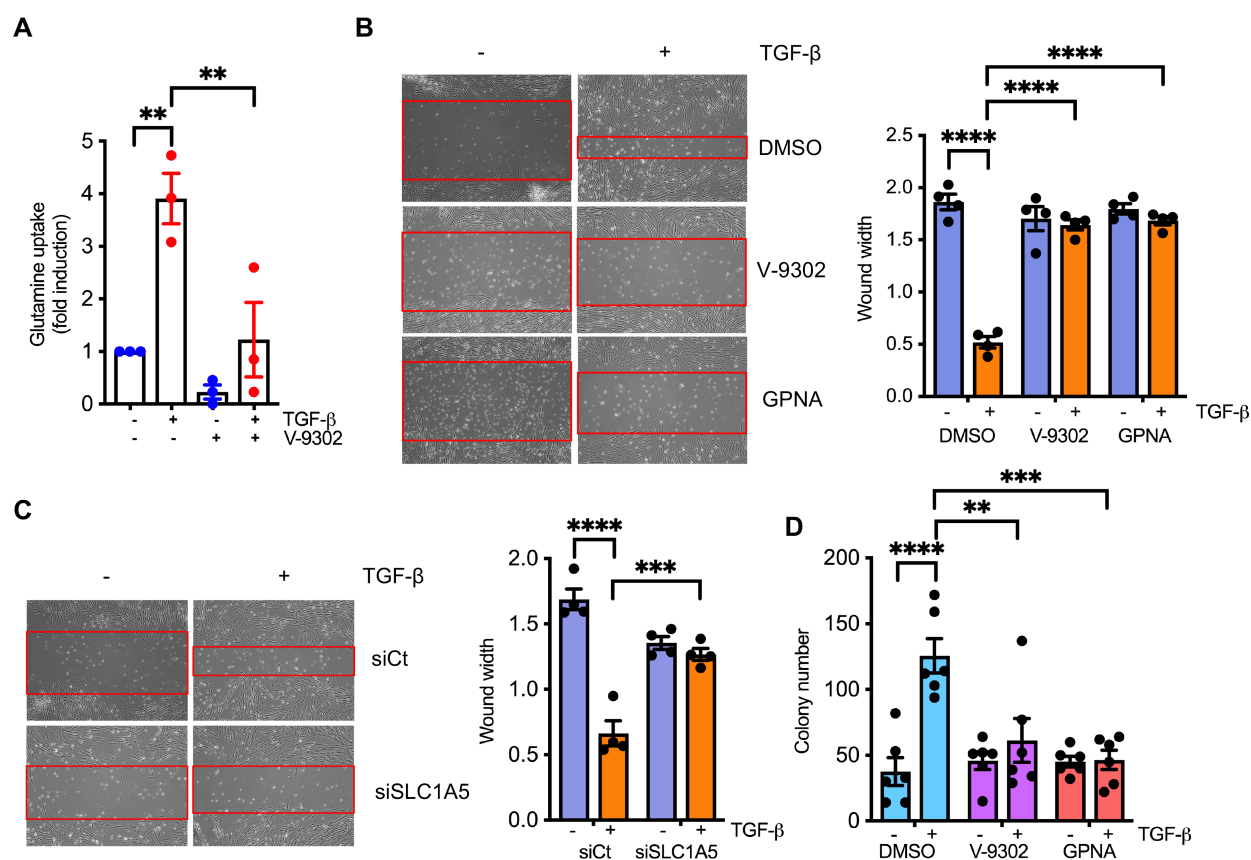 A
**
**
Glutamine uptake
(fold induction)
5
4
3
2
1
0
- + - + TGF-β
- - + + V-9302
B
- + TGF-β
DMSO
V-9302
GPNA
****
****
****
Wound width
2.5
2.0
1.5
1.0
0.5
0.0
- + - + - + TGF-β
DMSO V-9302 GPNA
C
- + TGF-β
siCt
siSLC1A5
****
***
Wound width
2.0
1.5
1.0
0.5
0.0
- + - + TGF-β
siCt siSLC1A5
D
***
**
****
Colony number
200
150
100
50
0
- + - + - + TGF-β
DMSO V-9302 GPNA